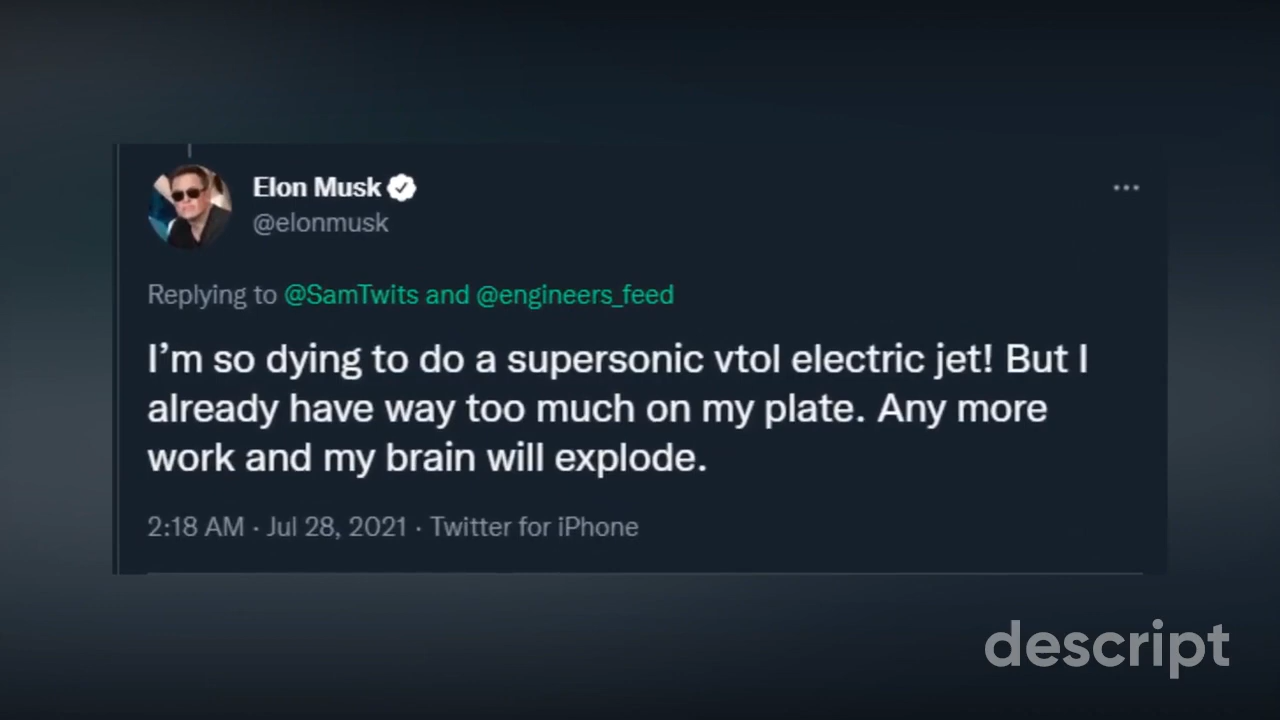 Elon Musk
@elonmusk
Replying to @SamTwits and @engineers_feed
I’m so dying to do a supersonic vtol electric jet! But I
already have way too much on my plate. Any more
work and my brain will explode.
2:18 AM · Jul 28, 2021 · Twitter for iPhone
descript